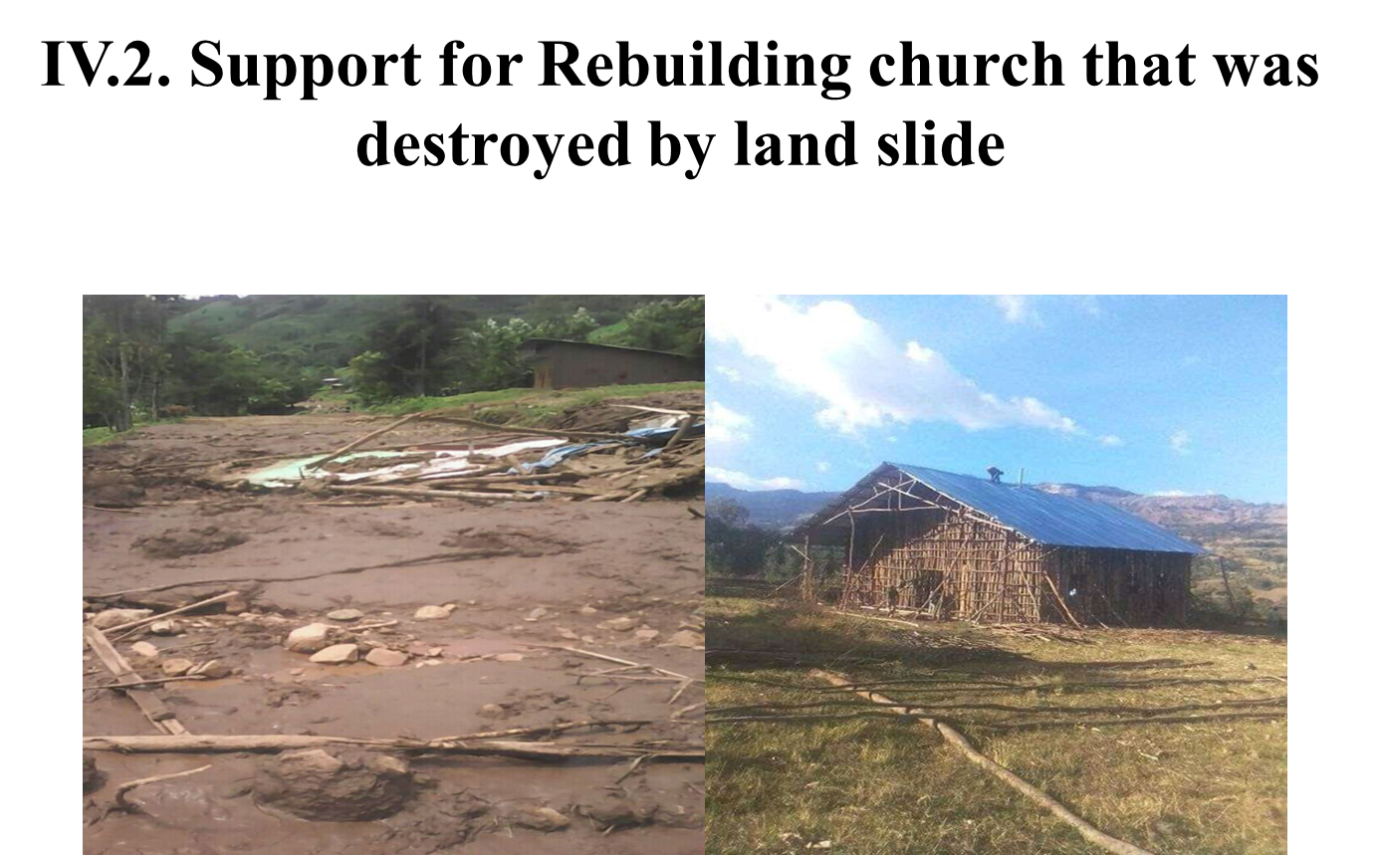 IV.2. Support for Rebuilding church that was
destroyed by land slide